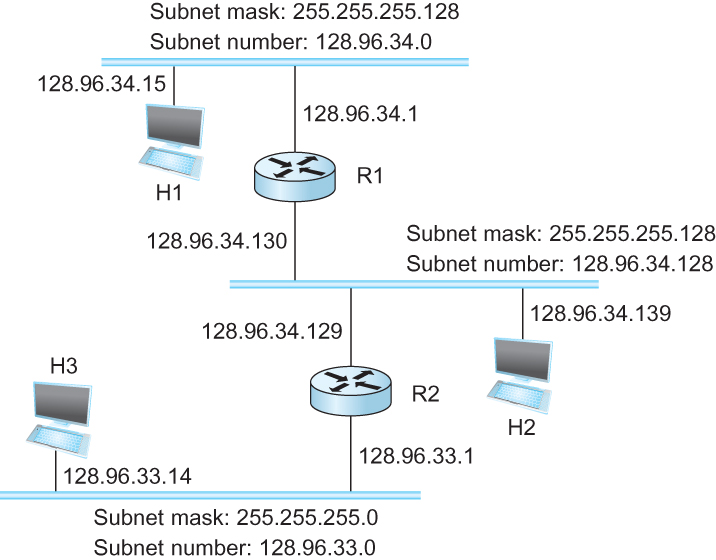 Subnet mask: 255.255.255.128
Subnet number: 128.96.34.0
128.96.34.15
128.96.34.1
H1
R1
128.96.34.130
Subnet mask: 255.255.255.128
Subnet number: 128.96.34.128
128.96.34.129
128.96.34.139
H3
R2
H2
128.96.33.14
128.96.33.1
Subnet mask: 255.255.255.0
Subnet number: 128.96.33.0